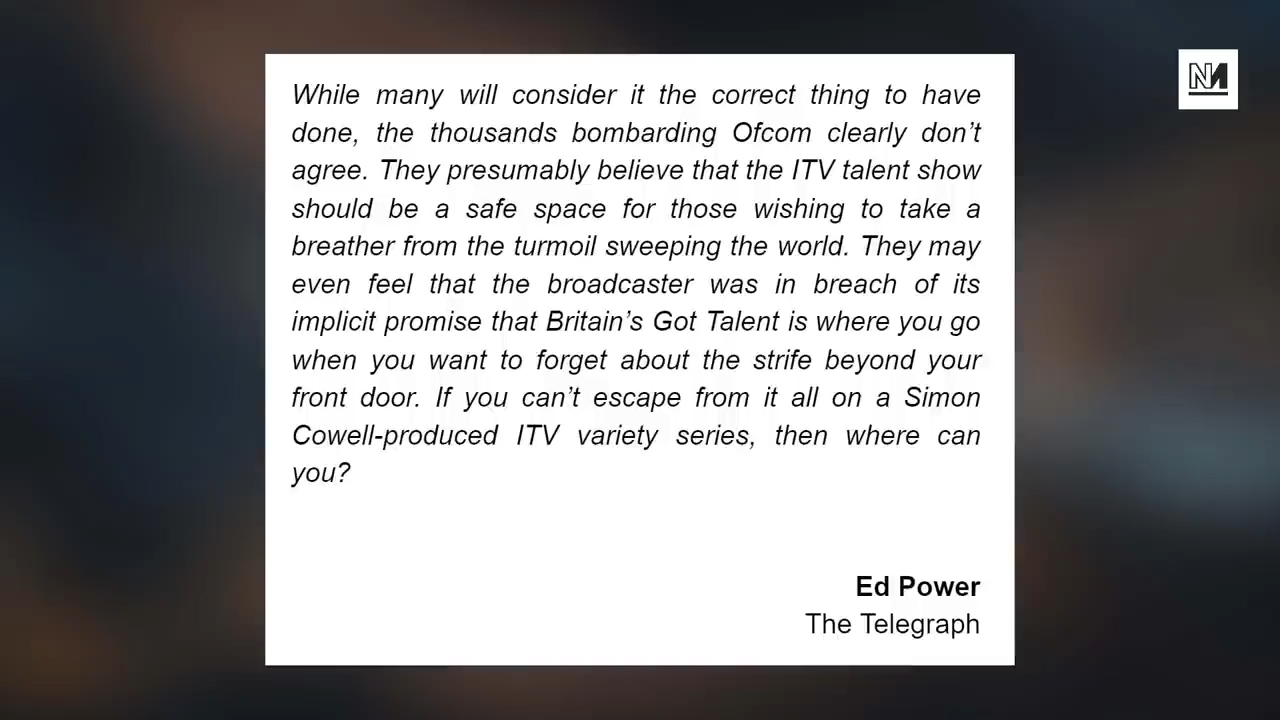 While many will consider it the correct thing to have
done, the thousands bombarding Ofcom clearly don't
agree. They presumably believe that the ITV talent show
should be a safe space for those wishing to take a
breather from the turmoil sweeping the world. They may
even feel that the broadcaster was in breach of its
implicit promise that Britain's Got Talent is where you go
when you want to forget about the strife beyond your
front door. If you can't escape from it all on a Simon
Cowell-produced ITV variety series, then where can
you?
Ed Power
The Telegraph
NM